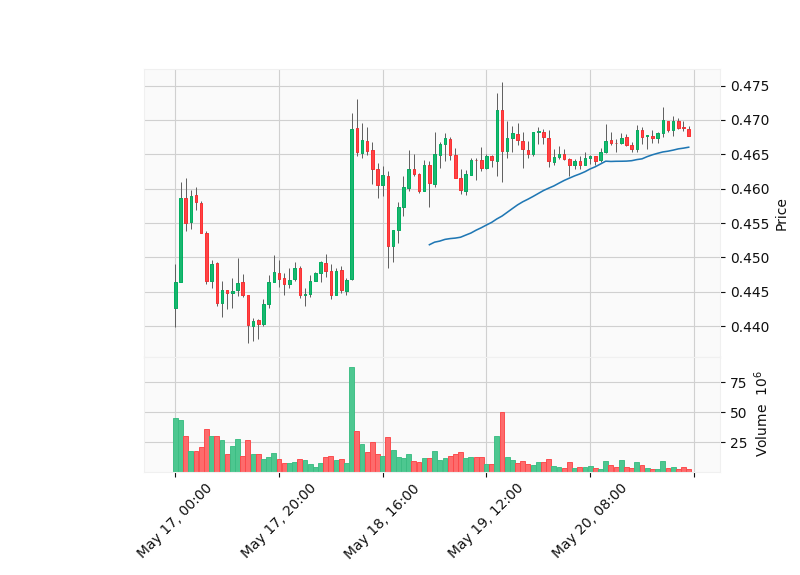 0.475
0.470
0.465
0.460
0.455
0.450
0.445
0.440
Price
75
50
25
Volume 10^6
May 17, 00:00
May 17, 20:00
May 18, 16:00
May 19, 12:00
May 20, 08:00